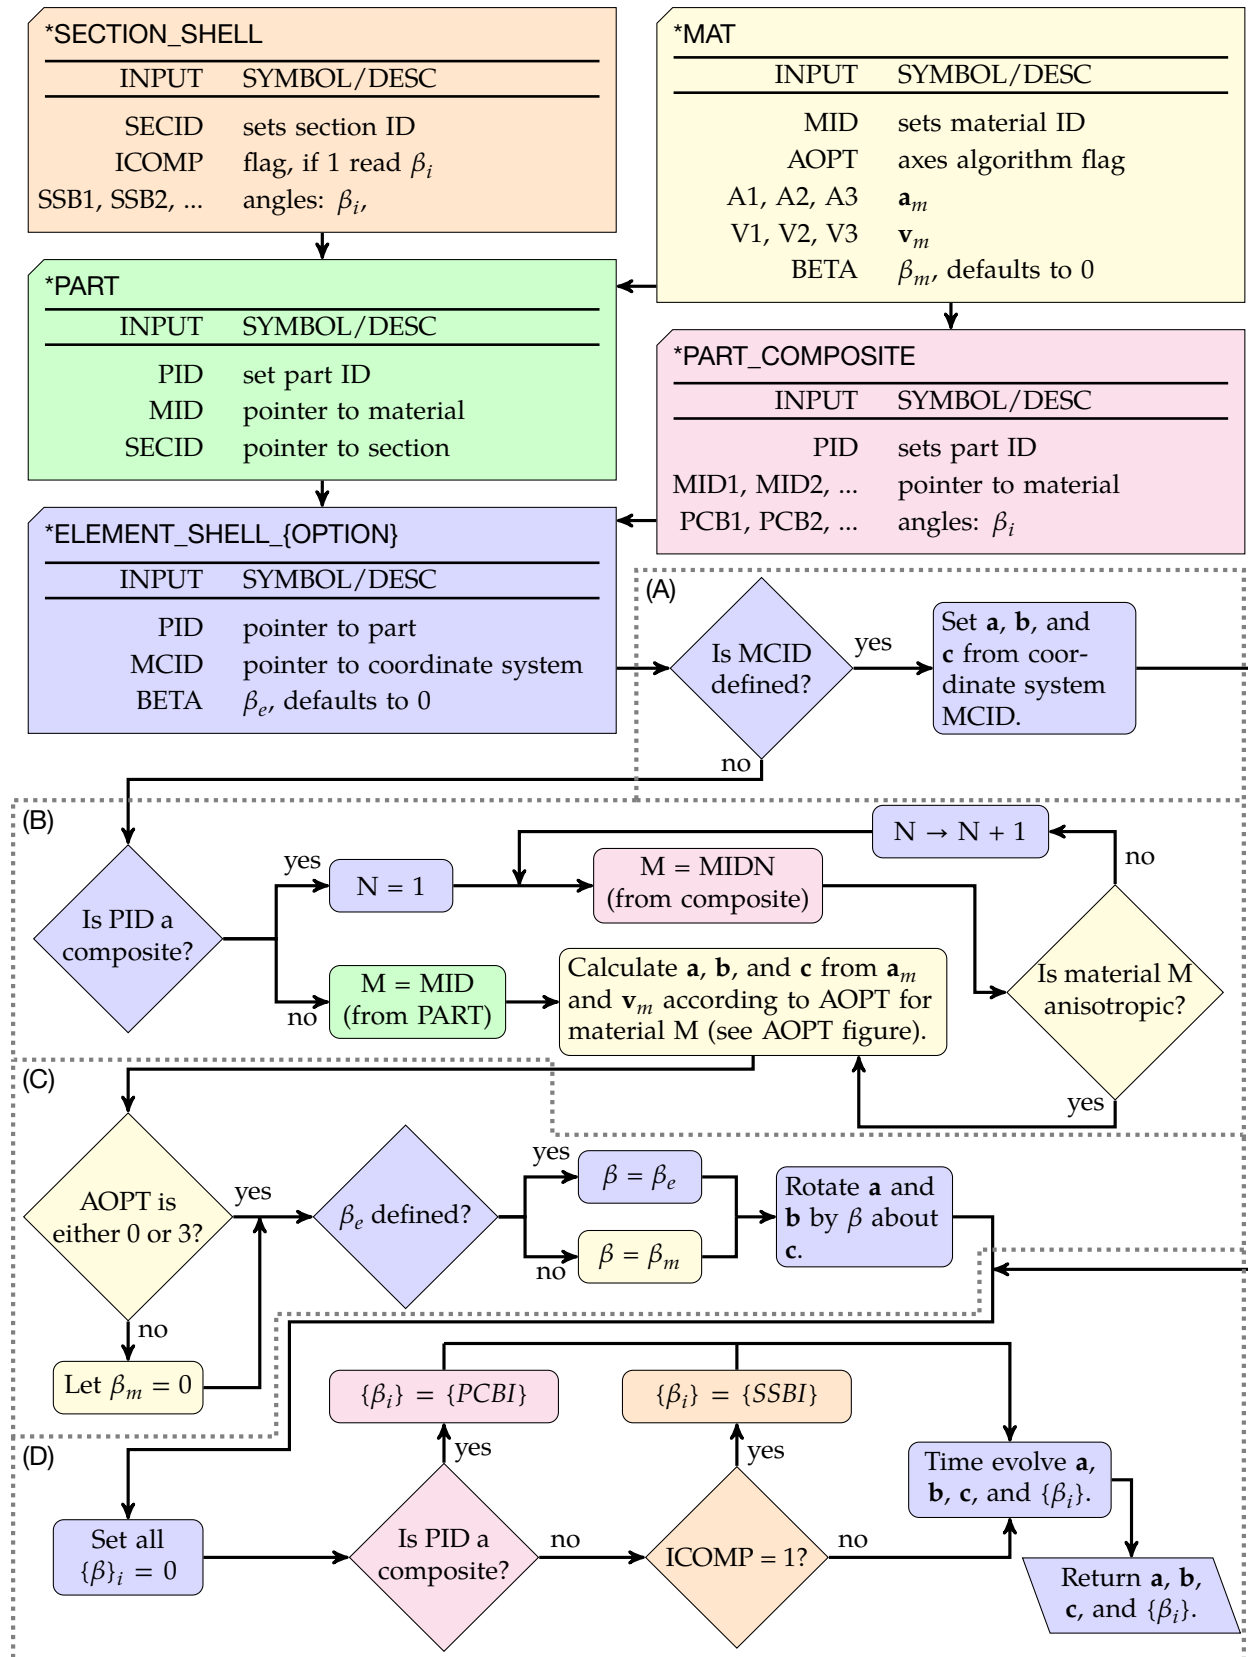 *SECTION_SHELL
INPUT SYMBOL/DESC
SECID sets section ID
ICOMP flag, if 1 read βi
SSB1, SSB2, ... angles: βi,
*MAT
INPUT SYMBOL/DESC
MID sets material ID
AOPT axes algorithm flag
A1, A2, A3 am
V1, V2, V3 vm
BETA βm, defaults to 0
*PART
INPUT SYMBOL/DESC
PID set part ID
MID pointer to material
SECID pointer to section
*PART_COMPOSITE
INPUT SYMBOL/DESC
PID sets part ID
MID1, MID2, ... pointer to material
PCB1, PCB2, ... angles: βi
*ELEMENT_SHELL_{OPTION}
INPUT SYMBOL/DESC
PID pointer to part
MCID pointer to coordinate system
BETA βe, defaults to 0
(A)
Is MCID
defined?
yes
Set a, b, and
c from coor-
dinate system
MCID.
no
(B)
Is PID a
composite?
yes
N = 1
M = MIDN
(from composite)
N → N + 1
no
Is material M
anisotropic?
no
M = MID
(from PART)
Calculate a, b, and c from am
and vm according to AOPT for
material M (see AOPT figure).
yes
(C)
AOPT is
either 0 or 3?
yes
βe defined?
yes
β = βe
no
β = βm
Rotate a and
b by β about
c.
no
Let βm = 0
(D)
Set all
{β}i = 0
Is PID a
composite?
yes
{βi} = {PCBI}
no
ICOMP = 1?
yes
{βi} = {SSBI}
no
Time evolve a,
b, c, and {βi}.
Return a, b,
c, and {βi}.